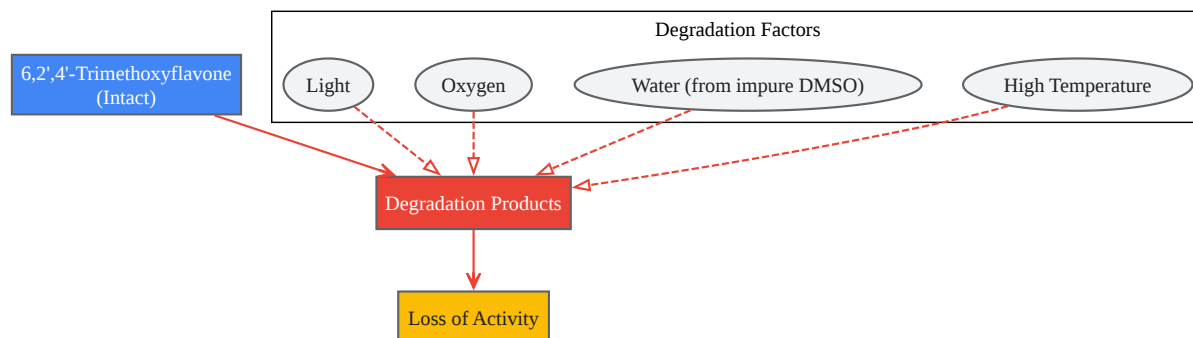 Degradation Factors
6,2',4'-Trimethoxyflavone
(Intact)
Light
Oxygen
Water (from impure DMSO)
High Temperature
Degradation Products
Loss of Activity